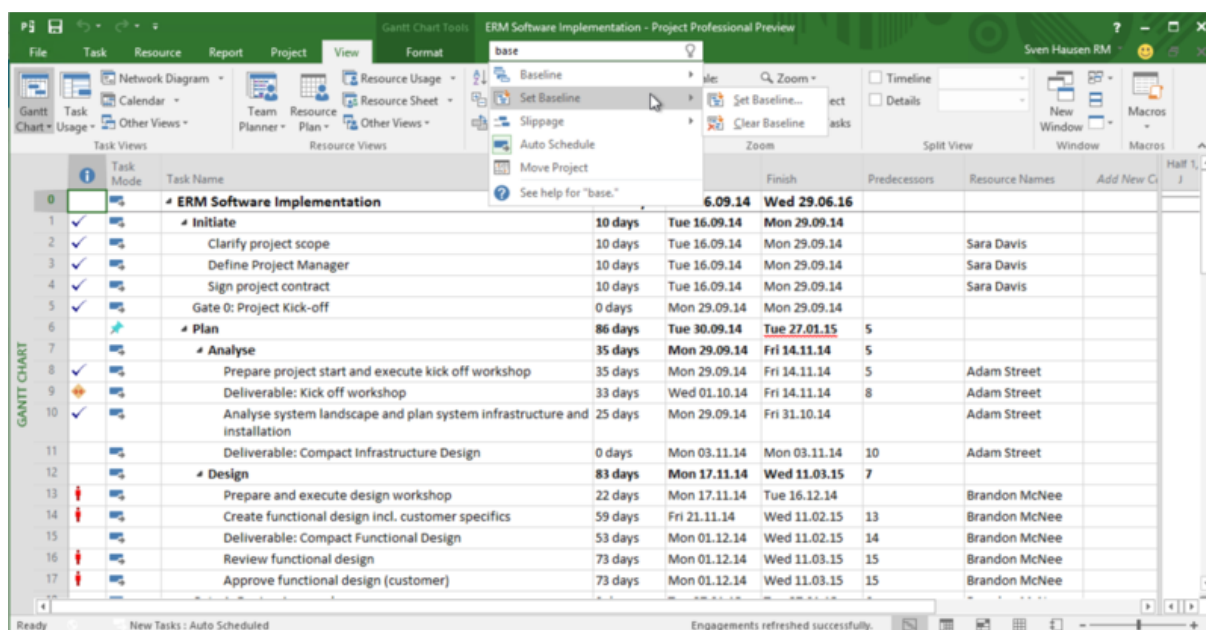 Gantt Chart Tools ERM Software Implementation - Project Professional Preview
File Task Resource Report Project View Format base Sven Hausen RM
Gantt Chart
Task Usage
Network Diagram
Calendar
Other Views
Task Views
Team Planner
Resource Plan
Resource Usage
Resource Sheet
Other Views
Resource Views
Baseline
Set Baseline
Slippage
Auto Schedule
Move Project
See help for "base."
Set Baseline...
Clear Baseline
Zoom
Zoom
Timeline
Details
Split View
New Window
Window
Macros
Macros
Task Mode Task Name Finish Predecessors Resource Names Half 1,
0 ERM Software Implementation 6.09.14 Wed 29.06.16
1 Initiate 10 days Tue 16.09.14 Mon 29.09.14
2 Clarify project scope 10 days Tue 16.09.14 Mon 29.09.14 Sara Davis
3 Define Project Manager 10 days Tue 16.09.14 Mon 29.09.14 Sara Davis
4 Sign project contract 10 days Tue 16.09.14 Mon 29.09.14 Sara Davis
5 Gate 0: Project Kick-off 0 days Mon 29.09.14 Mon 29.09.14
6 Plan 86 days Tue 30.09.14 Tue 27.01.15 5
7 Analyse 35 days Mon 29.09.14 Fri 14.11.14 5
8 Prepare project start and execute kick off workshop 35 days Mon 29.09.14 Fri 14.11.14 5 Adam Street
9 Deliverable: Kick off workshop 33 days Wed 01.10.14 Fri 14.11.14 8 Adam Street
10 Analyse system landscape and plan system infrastructure and 25 days Mon 29.09.14 Fri 31.10.14 Adam Street
installation
11 Deliverable: Compact Infrastructure Design 0 days Mon 03.11.14 Mon 03.11.14 10 Adam Street
12 Design 83 days Mon 17.11.14 Wed 11.03.15 7
13 Prepare and execute design workshop 22 days Mon 17.11.14 Tue 16.12.14 Brandon McNee
14 Create functional design incl. customer specifics 59 days Fri 21.11.14 Wed 11.02.15 13 Brandon McNee
15 Deliverable: Compact Functional Design 53 days Mon 01.12.14 Wed 11.02.15 14 Brandon McNee
16 Review functional design 73 days Mon 01.12.14 Wed 11.03.15 15 Brandon McNee
17 Approve functional design (customer) 73 days Mon 01.12.14 Wed 11.03.15 15 Brandon McNee
GANTT CHART
Ready New Tasks : Auto Scheduled Engagements refreshed successfully.